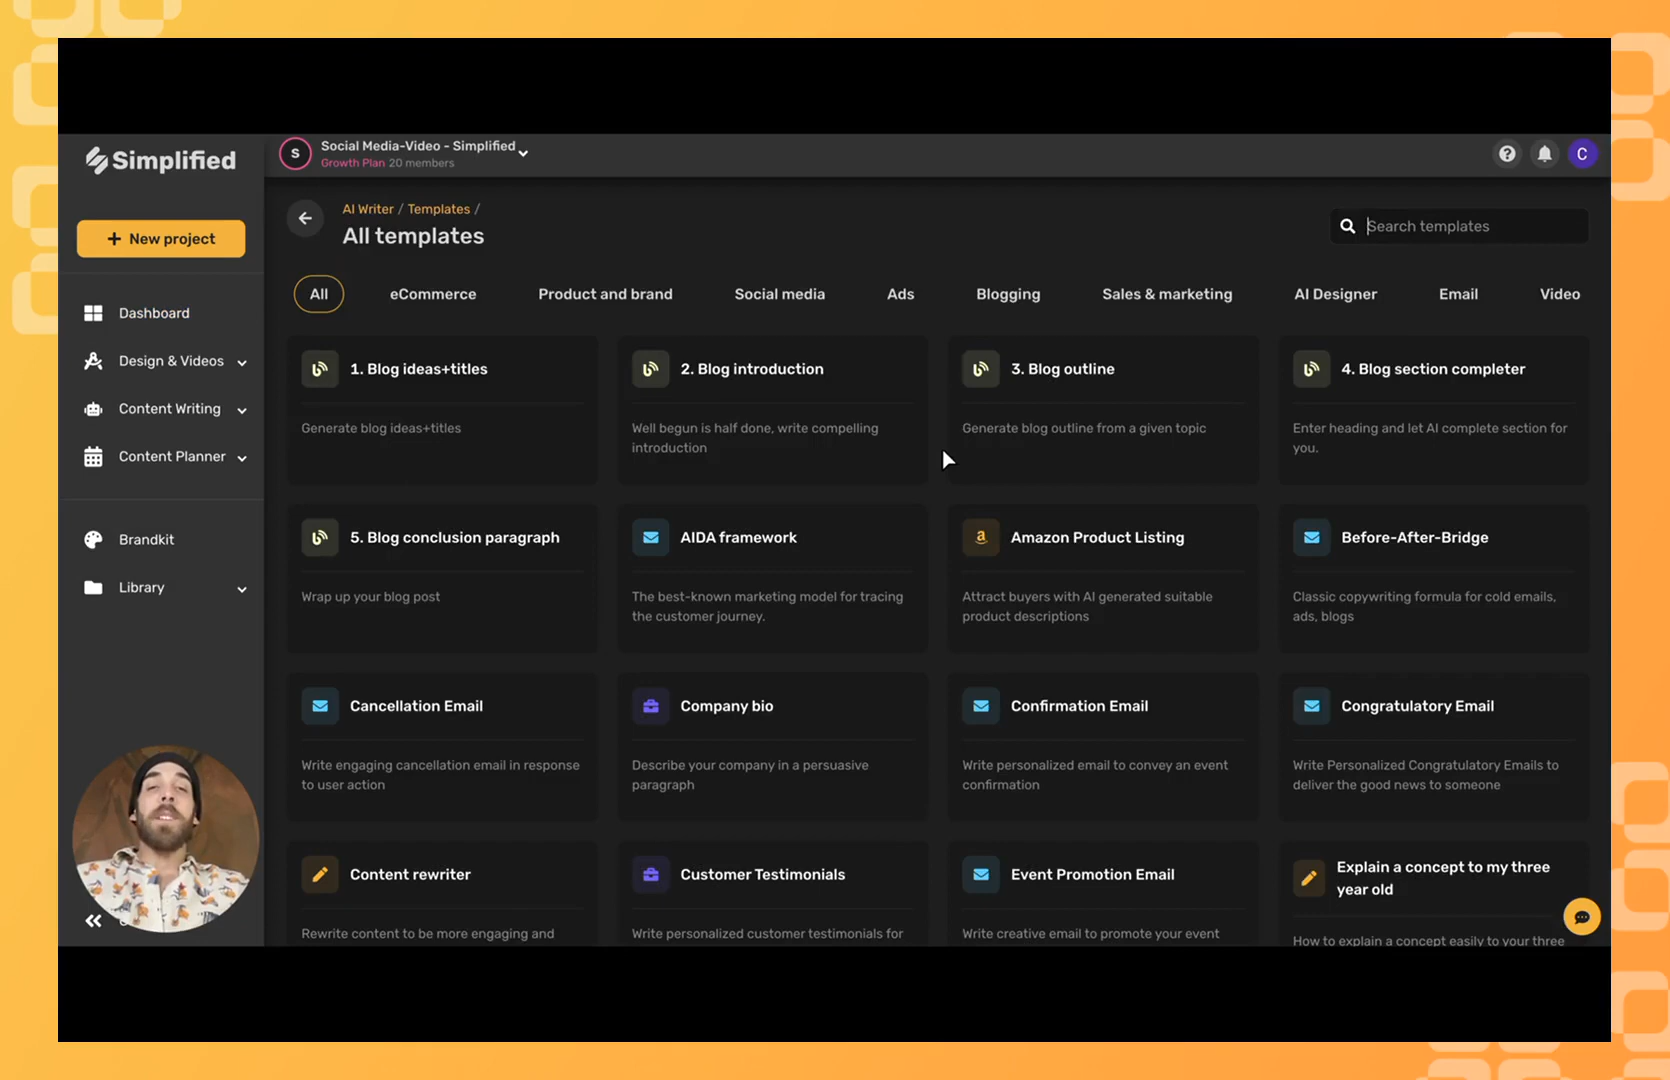 Simplified
S
Social Media-Video - Simplified
Growth Plan 20 members
C
New project
Dashboard
Design & Videos
Content Writing
Content Planner
Brandkit
Library
AI Writer / Templates /
All templates
Search templates
All
eCommerce
Product and brand
Social media
Ads
Blogging
Sales & marketing
AI Designer
Email
Video
1. Blog ideas+titles
Generate blog ideas+titles
2. Blog introduction
Well begun is half done, write compelling
introduction
3. Blog outline
Generate blog outline from a given topic
4. Blog section completer
Enter heading and let AI complete section for
you.
5. Blog conclusion paragraph
Wrap up your blog post
AIDA framework
The best-known marketing model for tracing
the customer journey.
Amazon Product Listing
Attract buyers with AI generated suitable
product descriptions
Before-After-Bridge
Classic copywriting formula for cold emails,
ads, blogs
Cancellation Email
Write engaging cancellation email in response
to user action
Company bio
Describe your company in a persuasive
paragraph
Confirmation Email
Write personalized email to convey an event
confirmation
Congratulatory Email
Write Personalized Congratulatory Emails to
deliver the good news to someone
Content rewriter
Rewrite content to be more engaging and
Customer Testimonials
Write personalized customer testimonials for
Event Promotion Email
Write creative email to promote your event
Explain a concept to my three
year old
How to explain a concept easily to your three